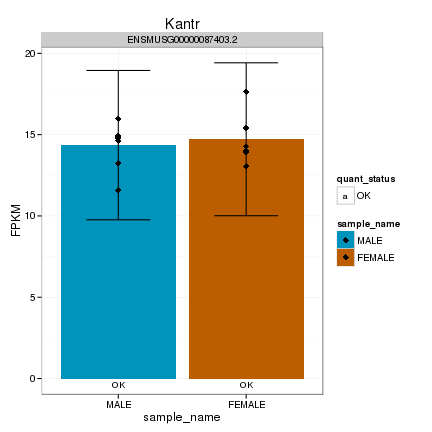 Kantr
ENSMUSG00000087403.2
20
15
10
5
0
FPKM
OK
OK
MALE
FEMALE
sample_name
quant_status
a OK
sample_name
MALE
FEMALE